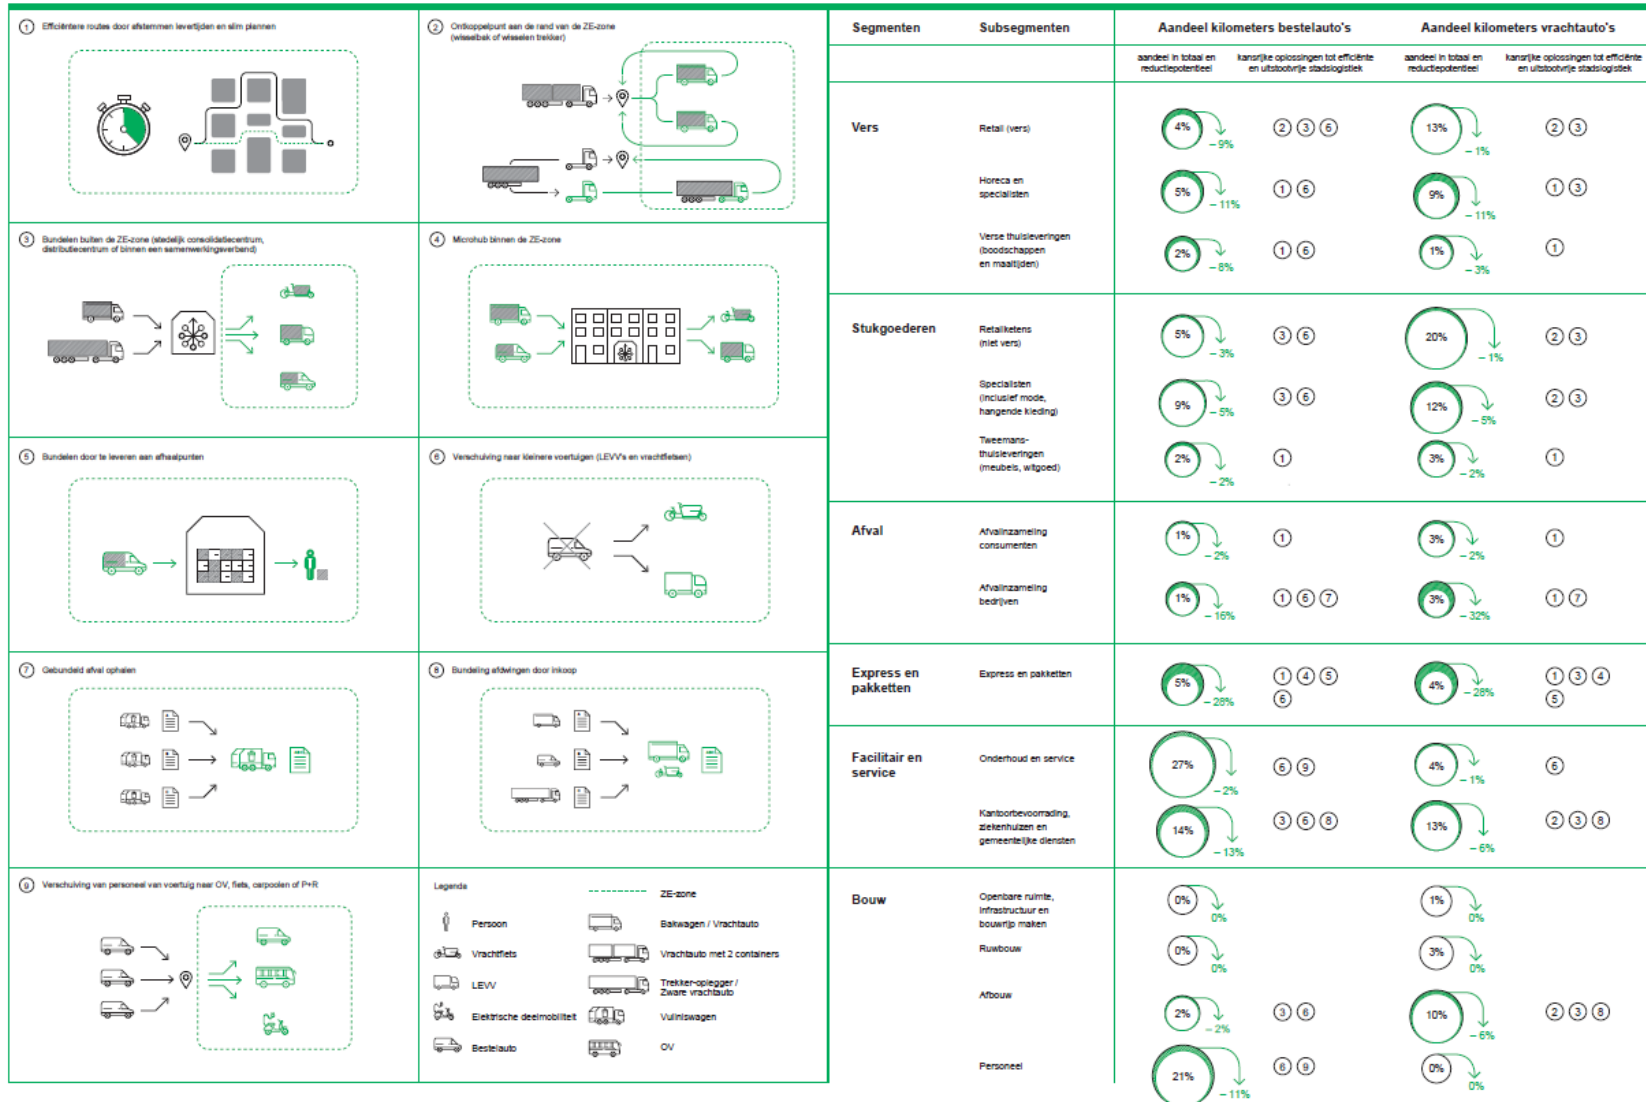 1 Efficiëntere routes door afstemmen levertijden en slim plannen
2 Ontkoppelpunt aan de rand van de ZE-zone
(wisselbak of wisselen trekker)
3 Bundelen buiten de ZE-zone (stedelijk consolidatiecentrum,
distributiecentrum of binnen een samenwerkingsverband)
4 Microhub binnen de ZE-zone
5 Bundelen door te leveren aan afhaalpunten
6 Verschuiving naar kleinere voertuigen (LEVV's en vrachtfietsen)
7 Gebundeld afval ophalen
8 Bundeling afdwingen door inkoop
9 Verschuiving van personeel van voertuig naar OV, fiets, carpoolen of P+R
Legenda
ZE-zone
Persoon
Bakwagen / Vrachtauto
Vrachtfiets
Vrachtauto met 2 containers
LEVV
Trekker-oplegger /
Zware vrachtauto
Elektrische deelmobiliteit
Vuilniswagen
Bestelauto
OV
Segmenten Subsegmenten Aandeel kilometers bestelauto's Aandeel kilometers vrachtauto's
aandeel in totaal en
reductiepotentieel
kansrijke oplossingen tot efficiënte
en uitstootvrije stadslogistiek
aandeel in totaal en
reductiepotentieel
kansrijke oplossingen tot efficiënte
en uitstootvrije stadslogistiek
Vers
Retail (vers)
4% – 9% 2 3 6 13% – 1% 2 3
Horeca en
specialisten
5% – 11% 1 6 9% – 11% 1 3
Verse thuisleveringen
(boodschappen
en maaltijden)
2% – 8% 1 6 1% – 3% 1
Stukgoederen
Retailketens
(niet vers)
5% – 3% 3 6 20% – 1% 2 3
Specialisten
(inclusief mode,
hangende kleding)
9% – 5% 3 6 12% – 5% 2 3
Tweemans-
thuisleveringen
(meubels, witgoed)
2% – 2% 1 3% – 2% 1
Afval
Afvalinzameling
consumenten
1% – 2% 1 3% – 2% 1
Afvalinzameling
bedrijven
1% – 16% 1 6 7 3% – 32% 1 7
Express en
pakketten
Express en pakketten
5% – 28% 1 4 5
6
4% – 28% 1 3 4
5
Facilitair en
service
Onderhoud en service
27% – 2% 6 9 4% – 1% 6
Kantoorbevoorrading,
ziekenhuizen en
gemeentelijke diensten
14% – 13% 3 6 8 13% – 6% 2 3 8
Bouw
Openbare ruimte,
infrastructuur en
bouwrijp maken
0% 0% 1% 0%
Ruwbouw
0% 0% 3% 0%
Afbouw
2% – 2% 3 6 10% – 6% 2 3 8
Personeel
21% – 11% 6 9 0% 0%